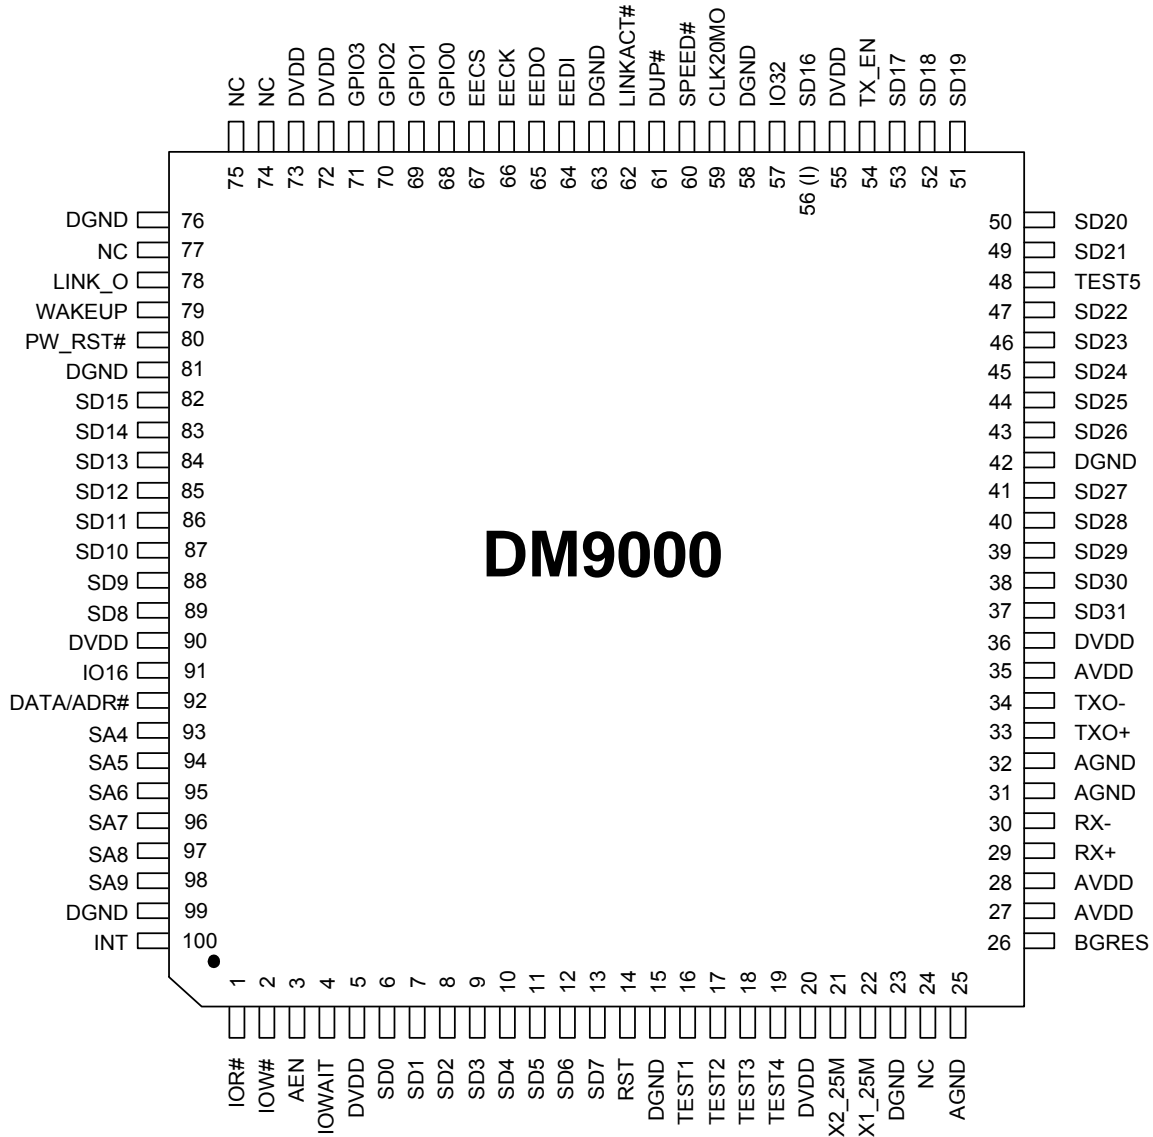 NC
NC
DVDD
DVDD
GPIO3
GPIO2
GPIO1
GPIO0
EECS
EECK
EEDO
EEDI
DGND
LINKACT#
DUP#
SPEED#
CLK20MO
DGND
IO32
SD16
DVDD
TX_EN
SD17
SD18
SD19
75
74
73
72
71
70
69
68
67
66
65
64
63
62
61
60
59
58
57
56 (I)
55
54
53
52
51
DGND 76
NC 77
LINK_O 78
WAKEUP 79
PW_RST# 80
DGND 81
SD15 82
SD14 83
SD13 84
SD12 85
SD11 86
SD10 87
SD9 88
SD8 89
DVDD 90
IO16 91
DATA/ADR# 92
SA4 93
SA5 94
SA6 95
SA7 96
SA8 97
SA9 98
DGND 99
INT 100
DM9000
50 SD20
49 SD21
48 TEST5
47 SD22
46 SD23
45 SD24
44 SD25
43 SD26
42 DGND
41 SD27
40 SD28
39 SD29
38 SD30
37 SD31
36 DVDD
35 AVDD
34 TXO-
33 TXO+
32 AGND
31 AGND
30 RX-
29 RX+
28 AVDD
27 AVDD
26 BGRES
1
2
3
4
5
6
7
8
9
10
11
12
13
14
15
16
17
18
19
20
21
22
23
24
25
IOR#
IOW#
AEN
IOWAIT
DVDD
SD0
SD1
SD2
SD3
SD4
SD5
SD6
SD7
RST
DGND
TEST1
TEST2
TEST3
TEST4
DVDD
X2_25M
X1_25M
DGND
NC
AGND